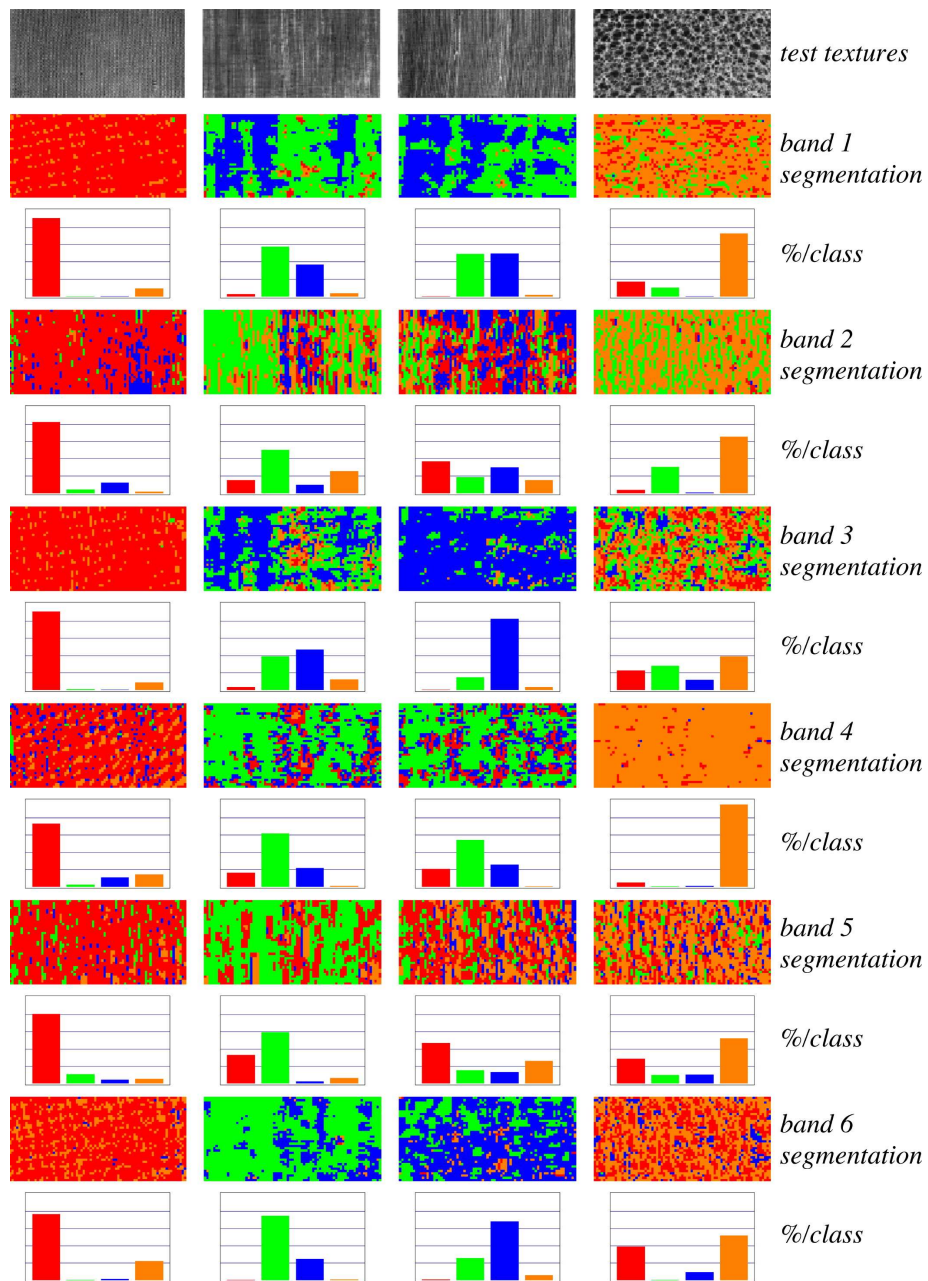 test textures
band 1
segmentation
%/class
band 2
segmentation
%/class
band 3
segmentation
%/class
band 4
segmentation
%/class
band 5
segmentation
%/class
band 6
segmentation
%/class